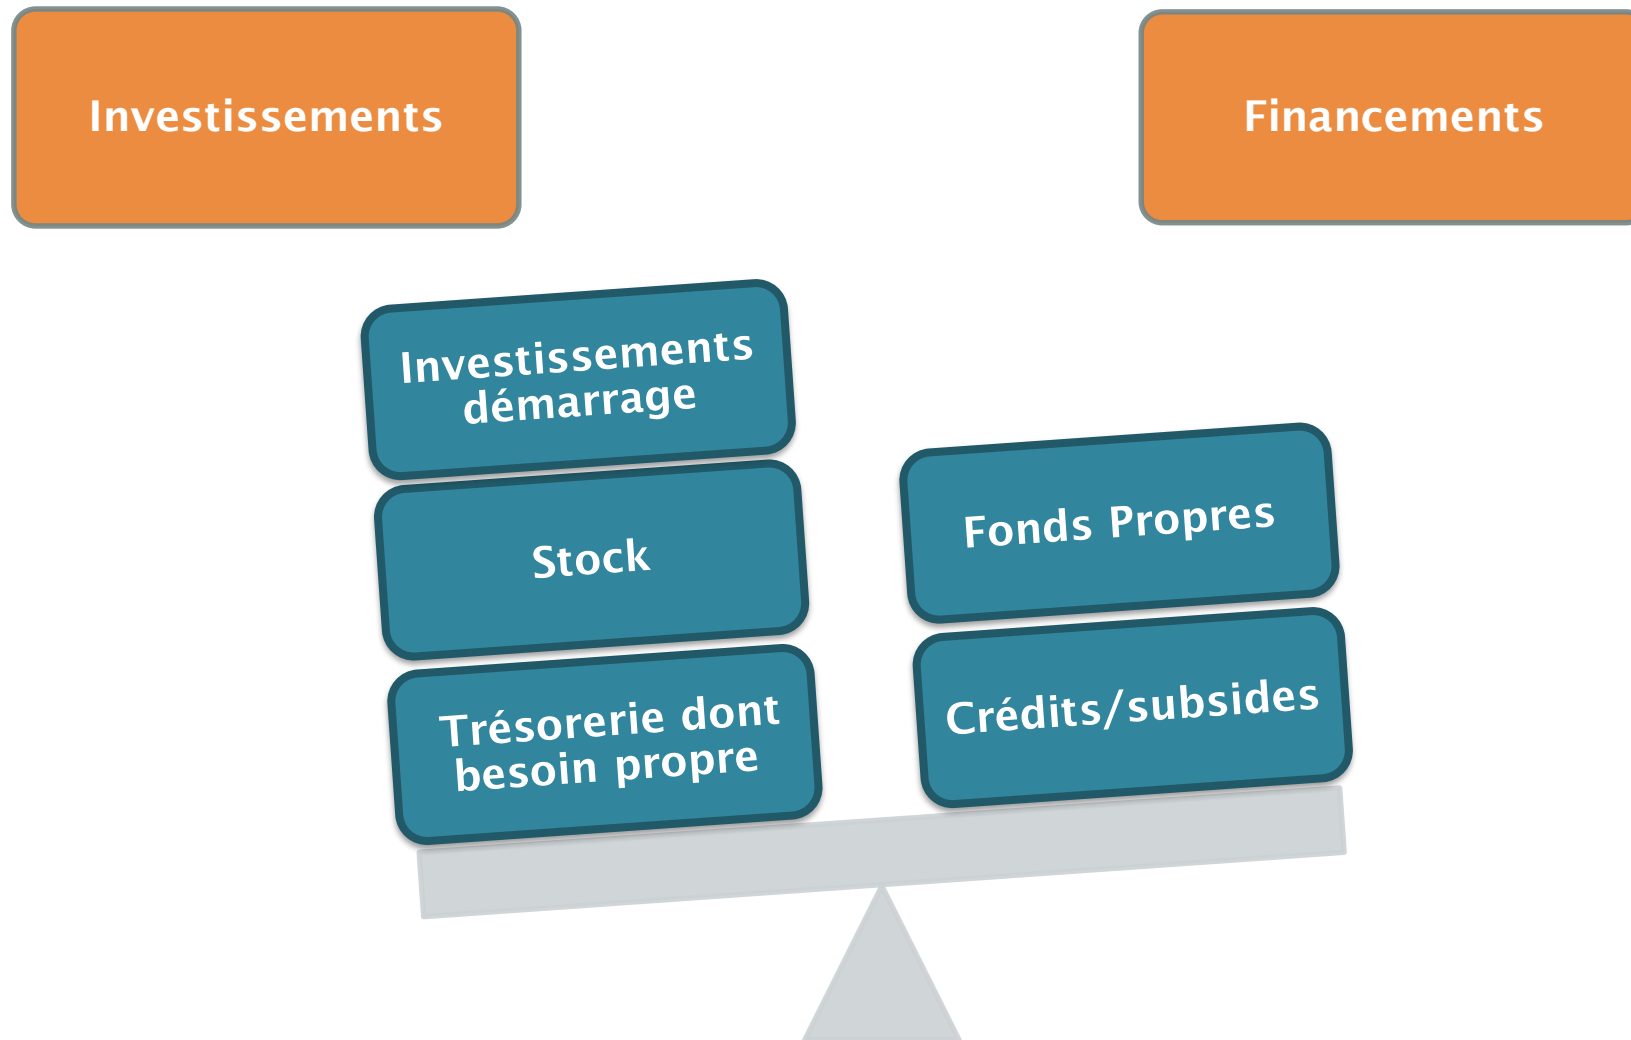 Investissements
Financements
Investissements
démarrage
Stock
Trésorerie dont
besoin propre
Fonds Propres
Crédits/subsides